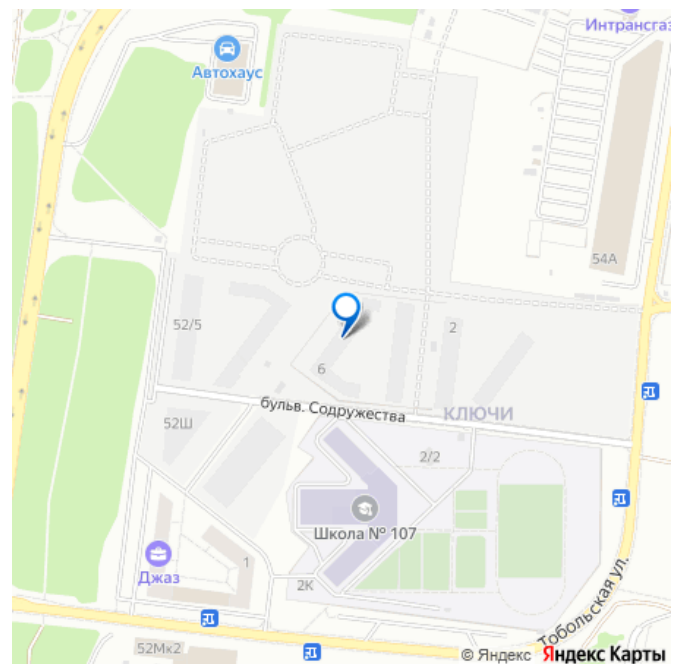 Интрансгаз
Автохаус
54А
52/5
2
6
бульв. Содружества
КЛЮЧИ
52Ш
2/2
Школа № 107
Джаз
1
2К
Тобольская ул.
52Мк2
© Яндекс Яндекс Карты